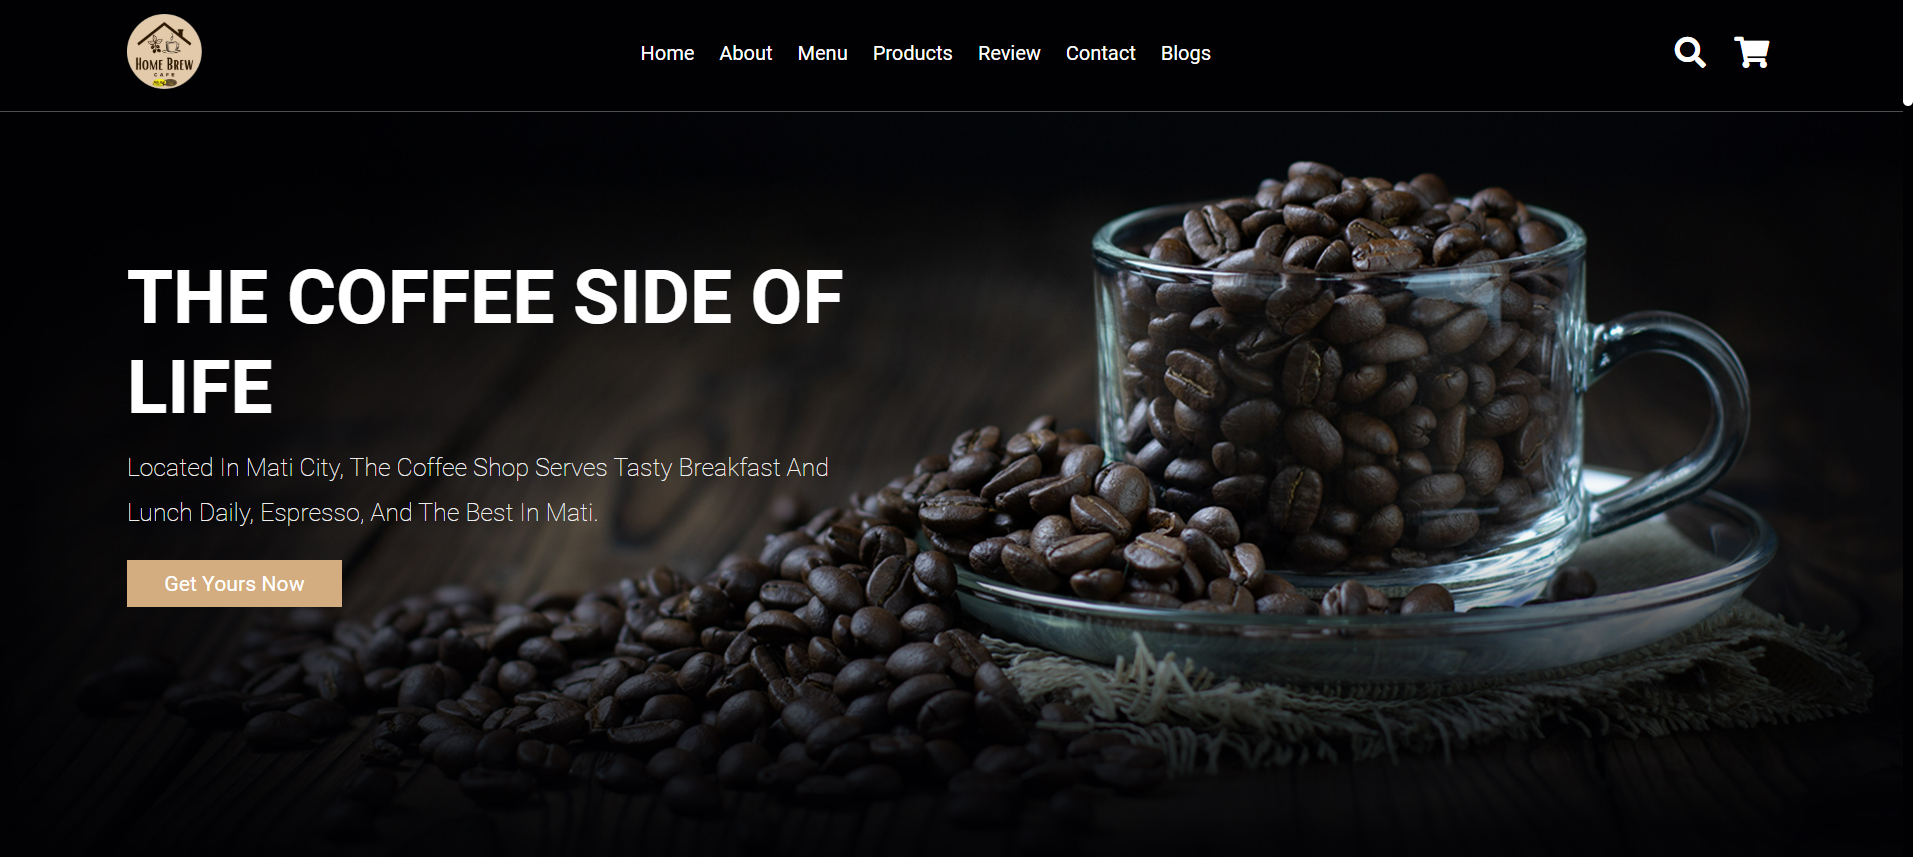 HOME BREW
CAFE
Home About Menu Products Review Contact Blogs
THE COFFEE SIDE OF
LIFE
Located In Mati City, The Coffee Shop Serves Tasty Breakfast And
Lunch Daily, Espresso, And The Best In Mati.
Get Yours Now